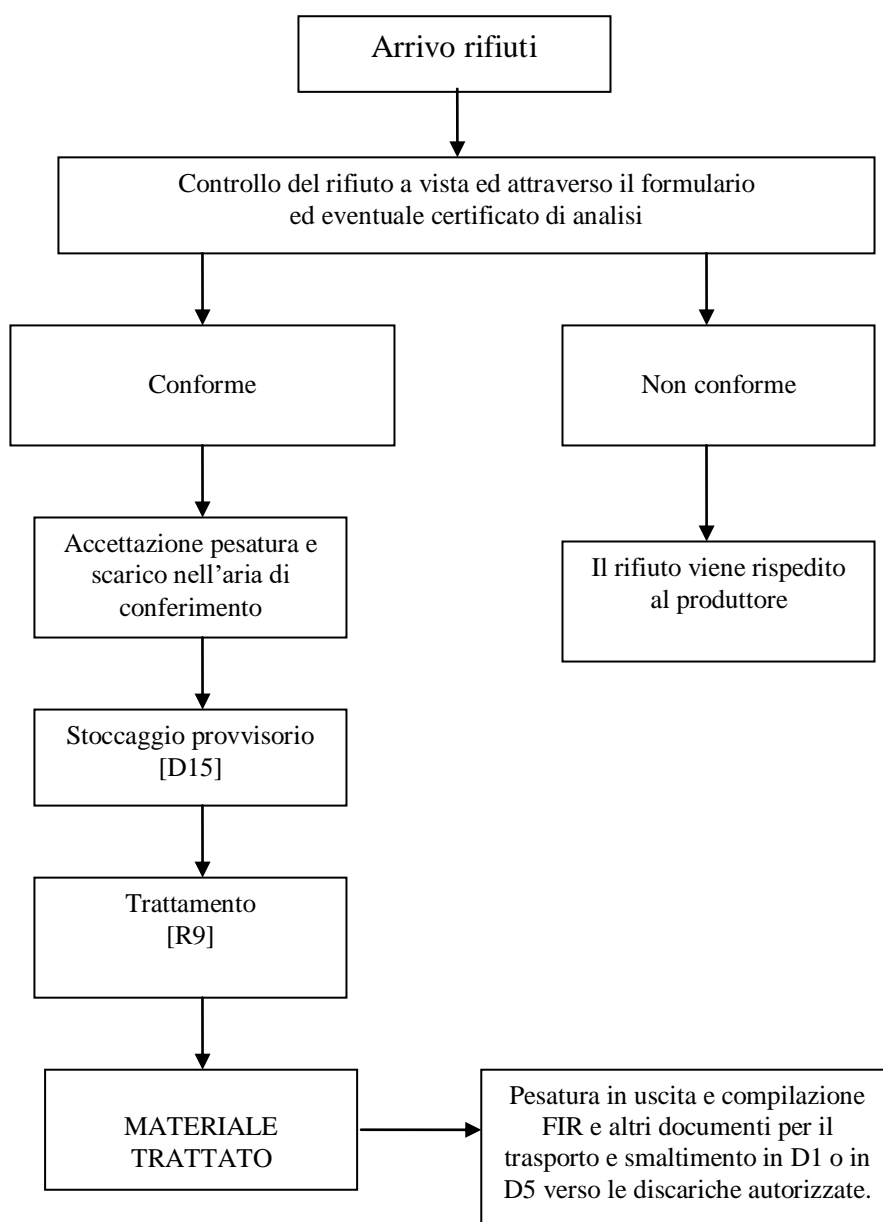 Arrivo rifiuti
Controllo del rifiuto a vista ed attraverso il formulario
ed eventuale certificato di analisi
Conforme
Non conforme
Accettazione pesatura e
scarico nell’aria di
conferimento
Il rifiuto viene rispedito
al produttore
Stoccaggio provvisorio
[D15]
Trattamento
[R9]
MATERIALE
TRATTATO
Pesatura in uscita e compilazione
FIR e altri documenti per il
trasporto e smaltimento in D1 o in
D5 verso le discariche autorizzate.